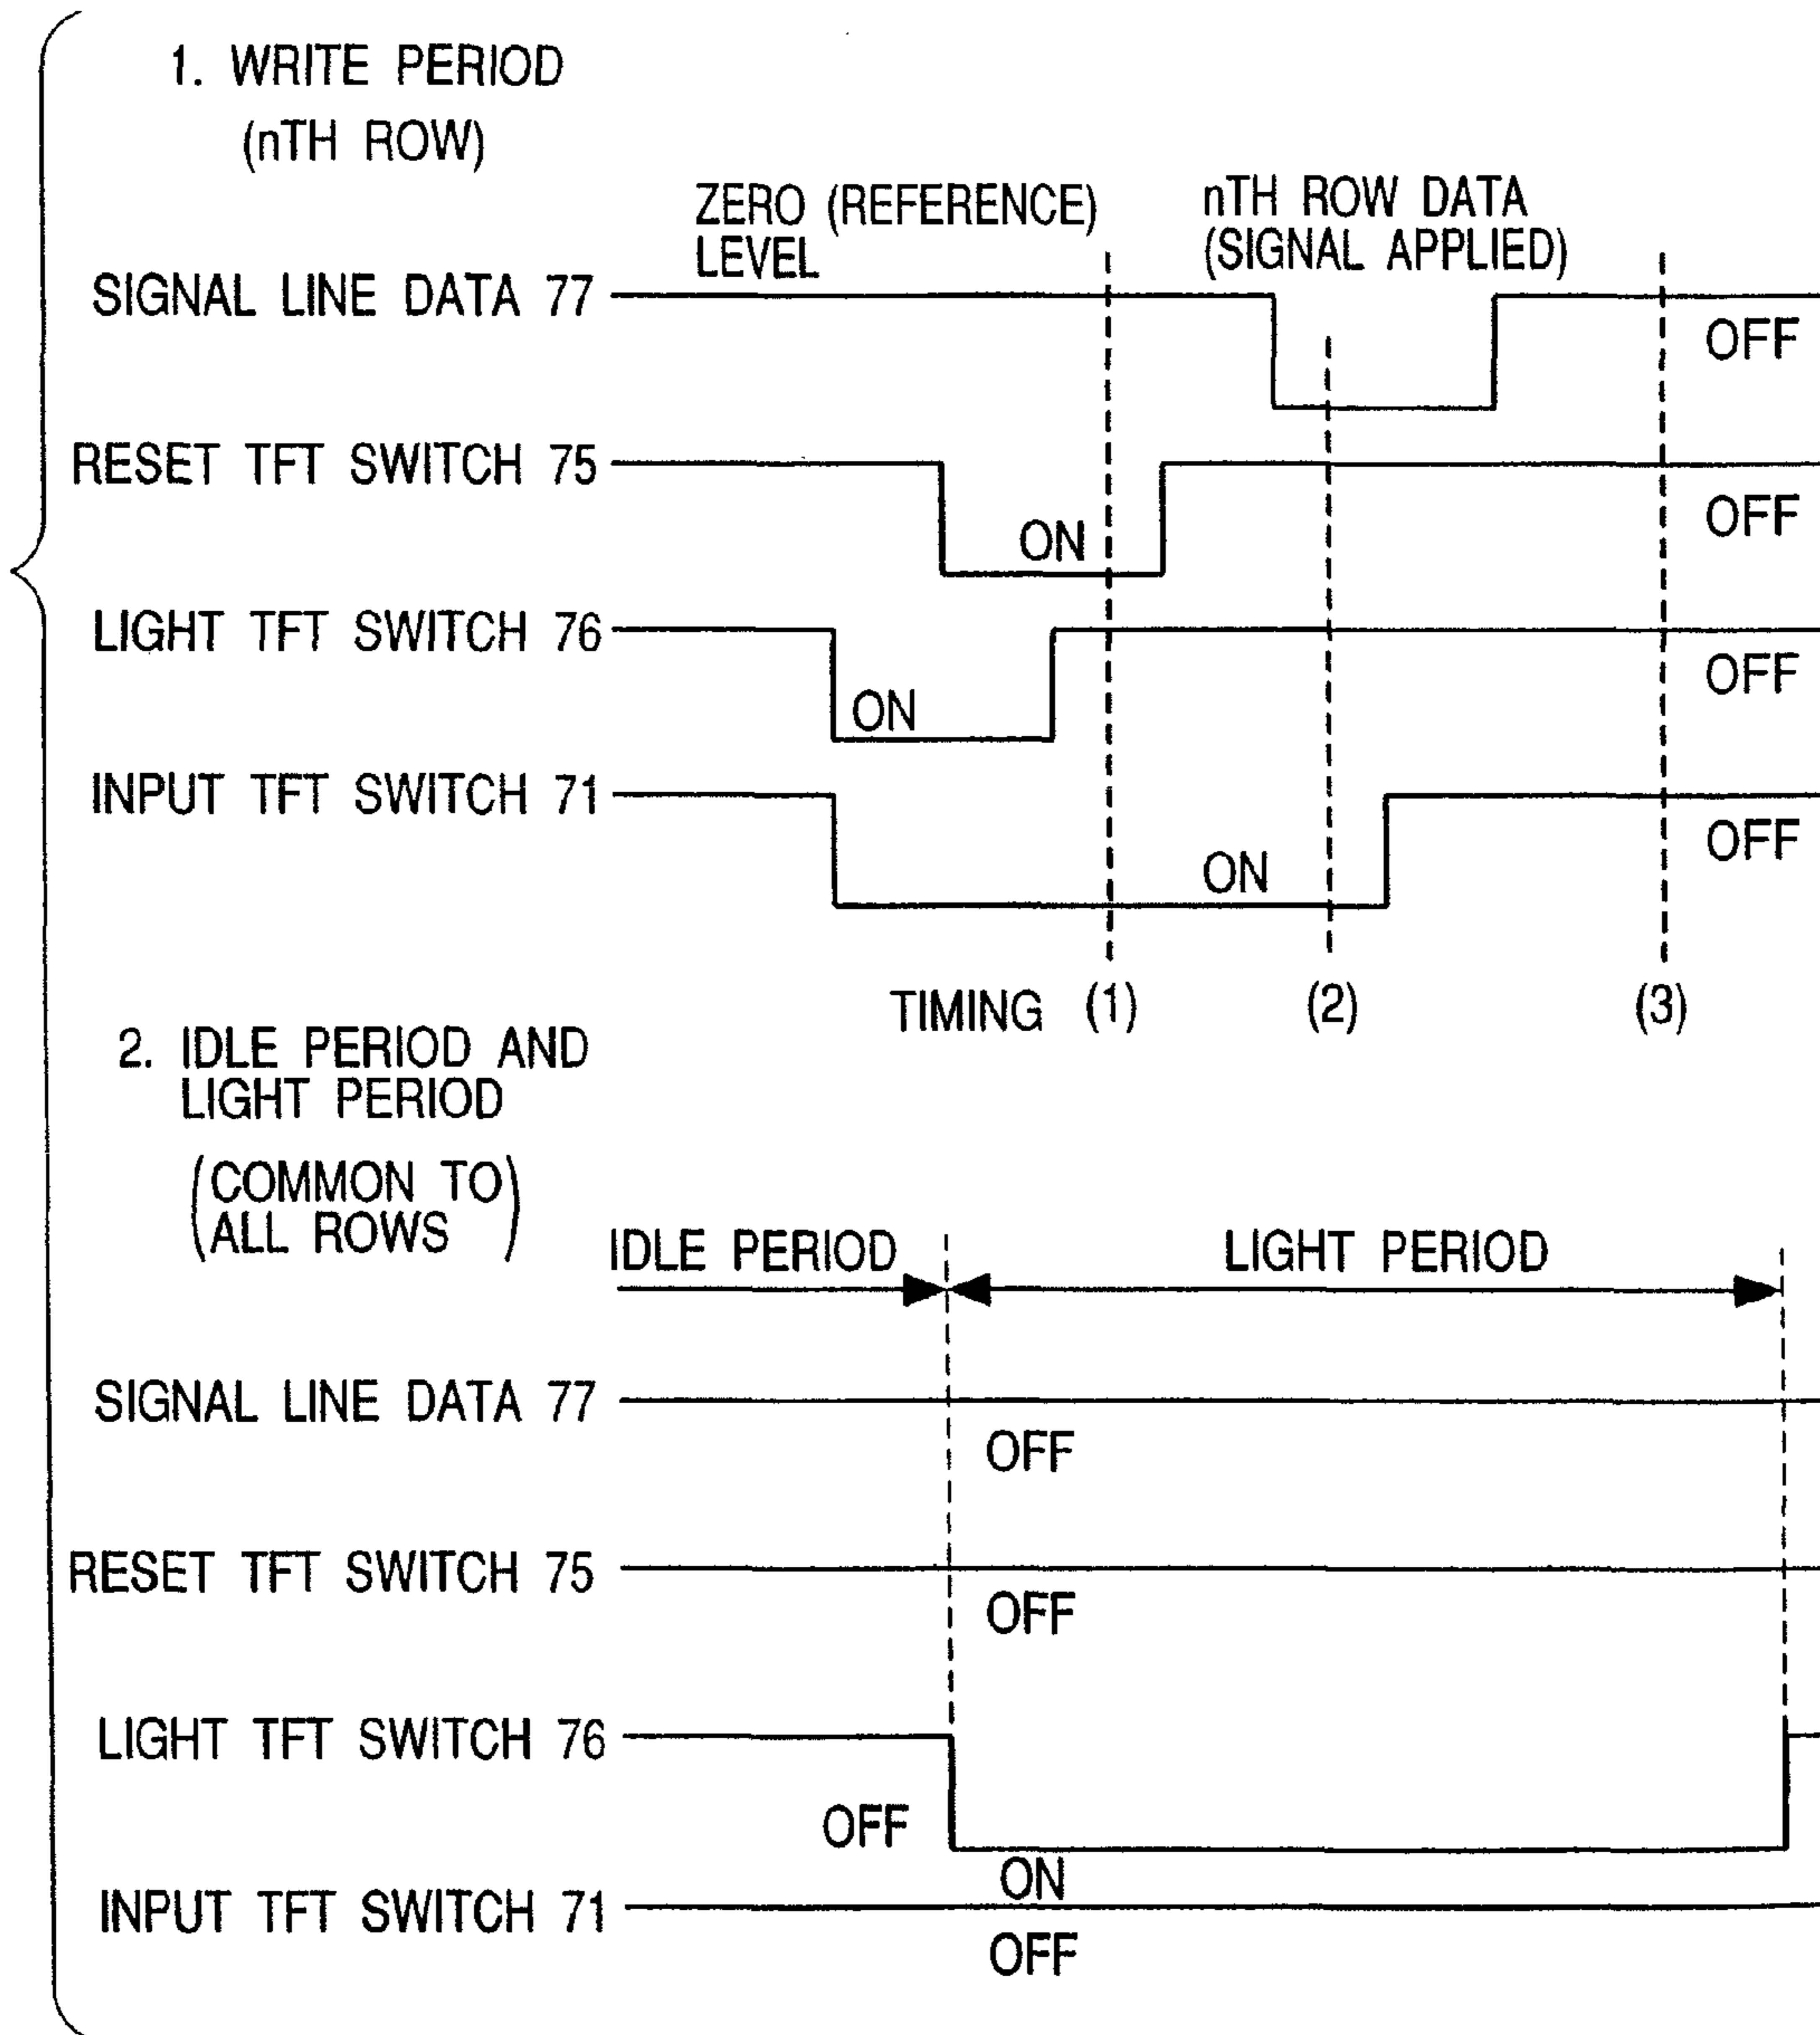 1. WRITE PERIOD
(nTH ROW)
ZERO (REFERENCE)
LEVEL
nTH ROW DATA
(SIGNAL APPLIED)
SIGNAL LINE DATA 77
OFF
RESET TFT SWITCH 75
ON
OFF
LIGHT TFT SWITCH 76
ON
OFF
INPUT TFT SWITCH 71
ON
OFF
TIMING (1) (2) (3)
2. IDLE PERIOD AND
LIGHT PERIOD
(COMMON TO
ALL ROWS)
IDLE PERIOD LIGHT PERIOD
SIGNAL LINE DATA 77
OFF
RESET TFT SWITCH 75
OFF
LIGHT TFT SWITCH 76
OFF
ON
INPUT TFT SWITCH 71
OFF